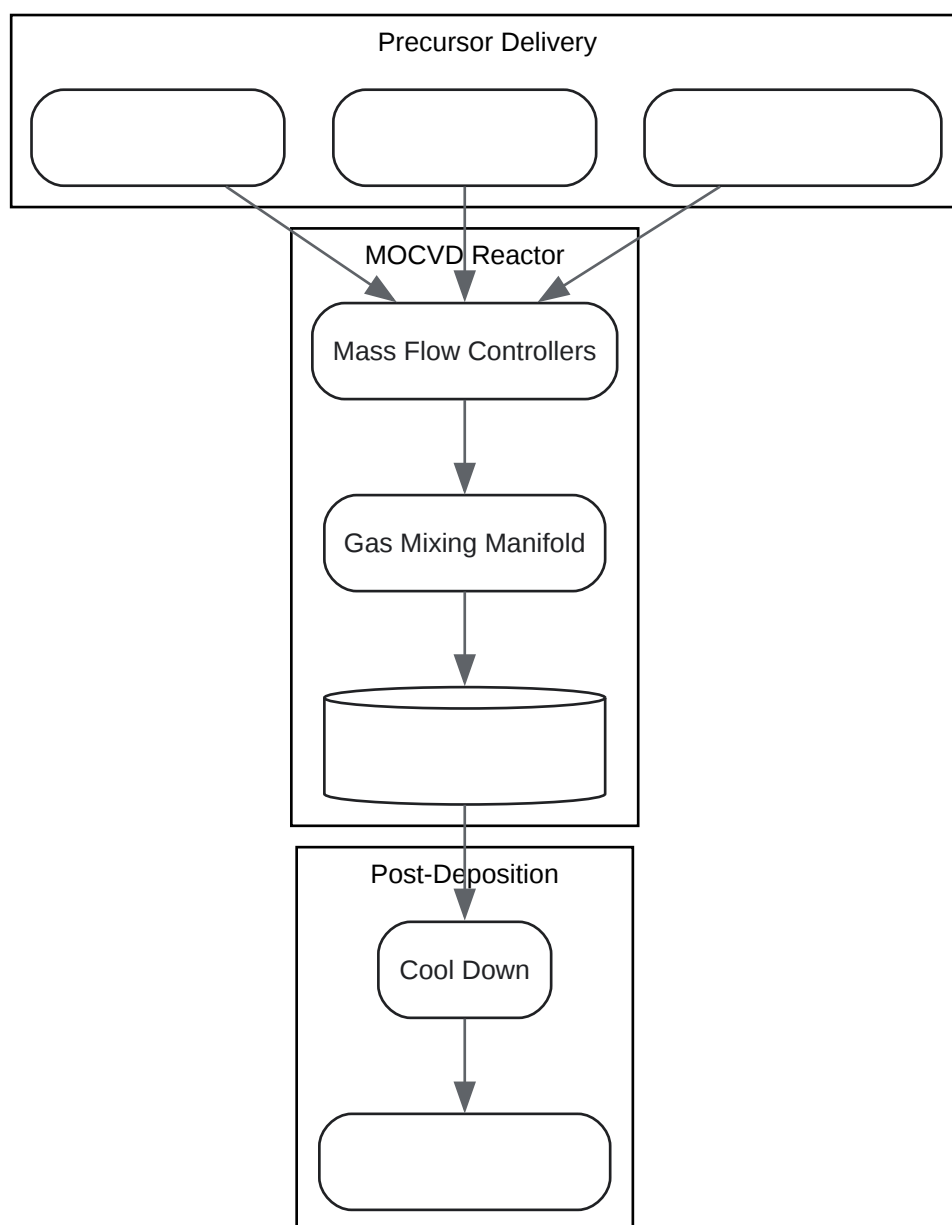 Precursor Delivery
MOCVD Reactor
Mass Flow Controllers
Gas Mixing Manifold
Post-Deposition
Cool Down